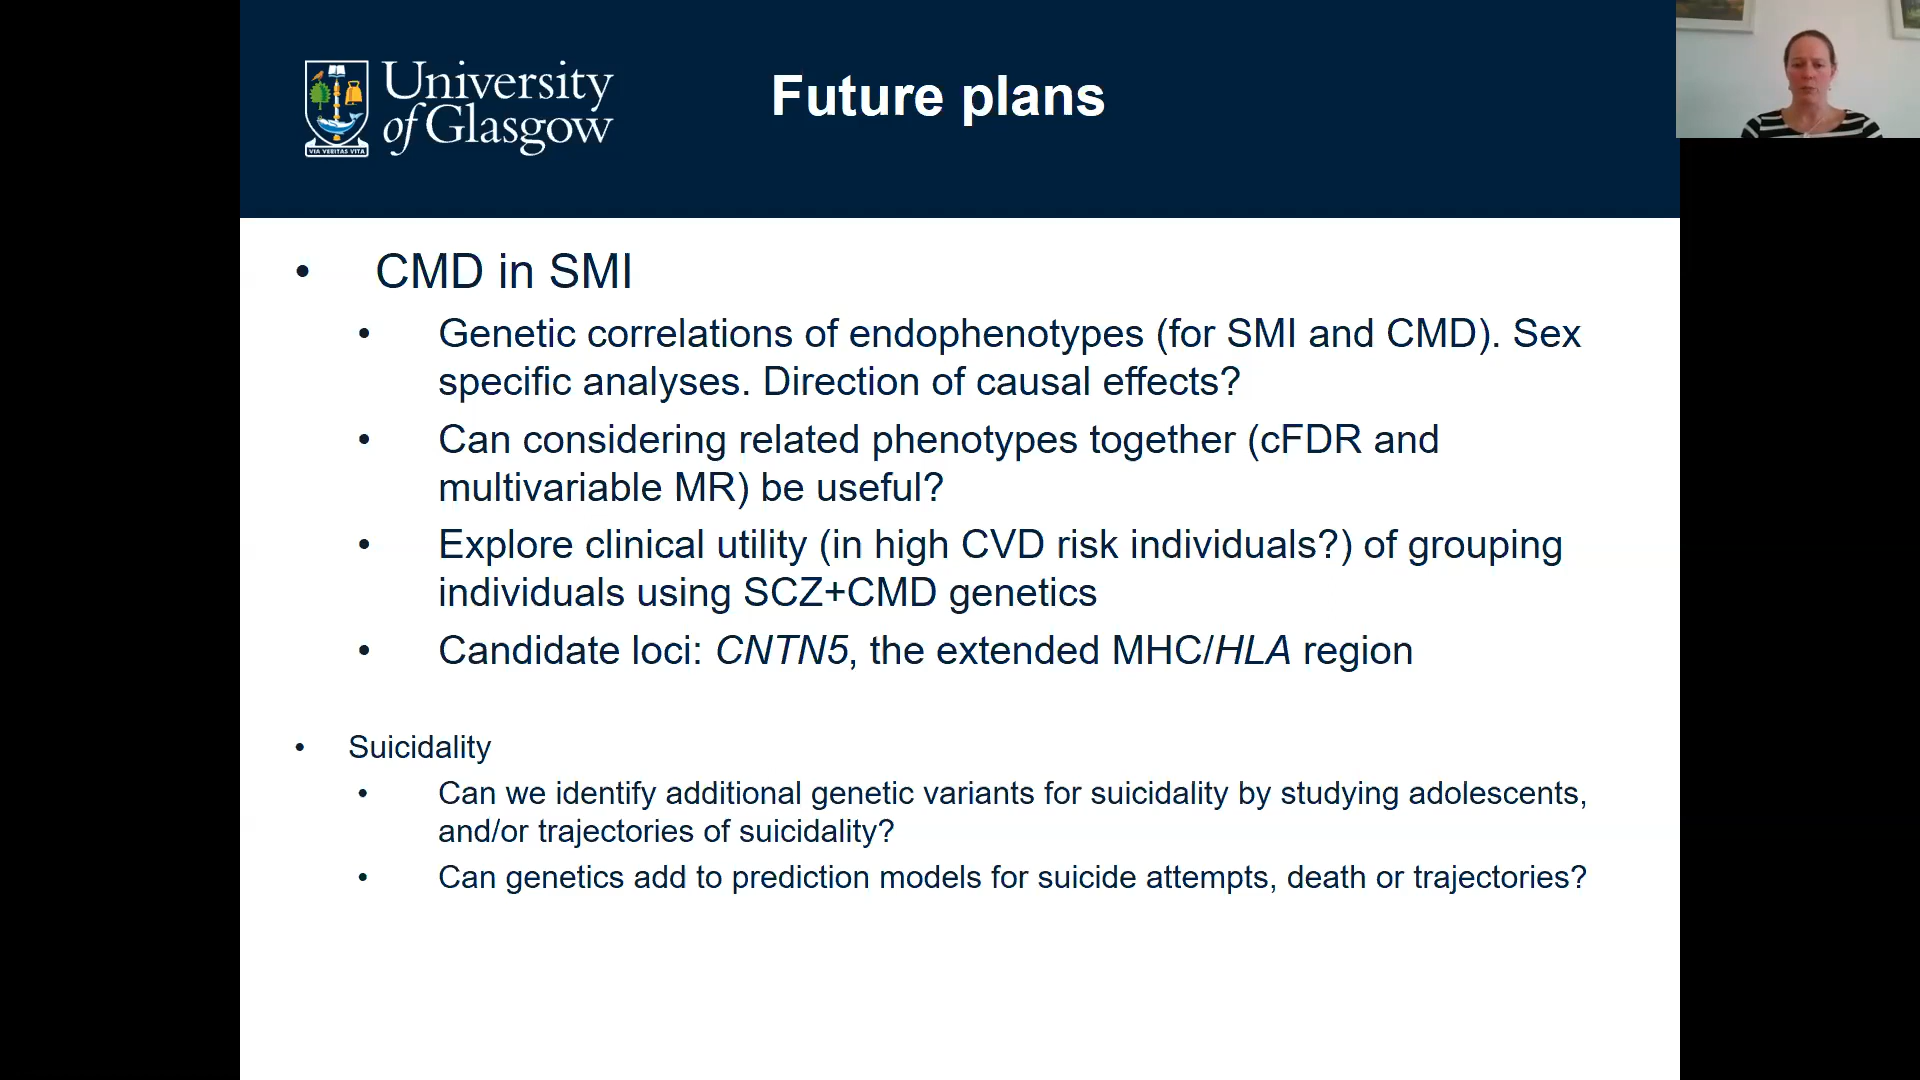 University
of Glasgow
VIA VERITAS VITA
Future plans
• CMD in SMI
• Genetic correlations of endophenotypes (for SMI and CMD). Sex
specific analyses. Direction of causal effects?
• Can considering related phenotypes together (cFDR and
multivariable MR) be useful?
• Explore clinical utility (in high CVD risk individuals?) of grouping
individuals using SCZ+CMD genetics
• Candidate loci: CNTN5, the extended MHC/HLA region
• Suicidality
• Can we identify additional genetic variants for suicidality by studying adolescents,
and/or trajectories of suicidality?
• Can genetics add to prediction models for suicide attempts, death or trajectories?